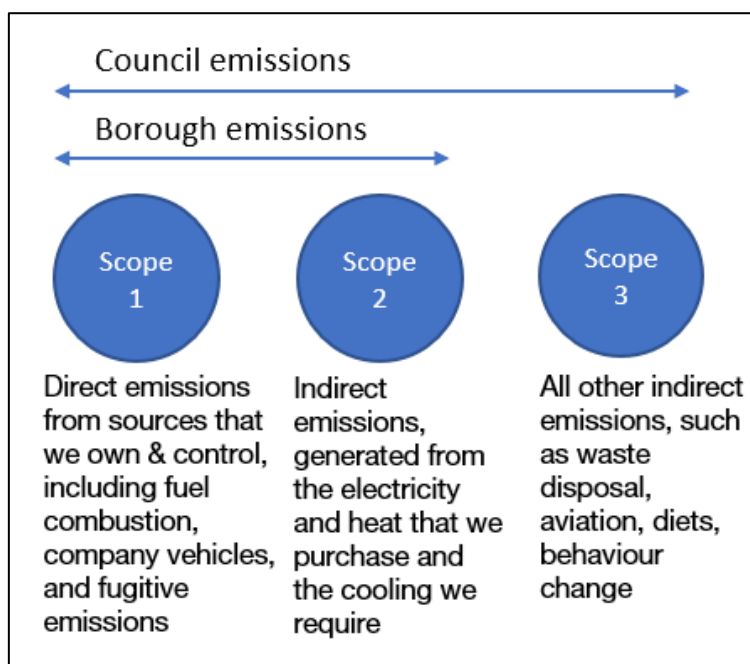 Council emissions
Borough emissions
Scope
1
Scope
2
Scope
3
Direct emissions
from sources that
we own & control,
including fuel
combustion,
company vehicles,
and fugitive
emissions
Indirect
emissions,
generated from
the electricity
and heat that we
purchase and
the cooling we
require
All other indirect
emissions, such
as waste
disposal,
aviation, diets,
behaviour
change